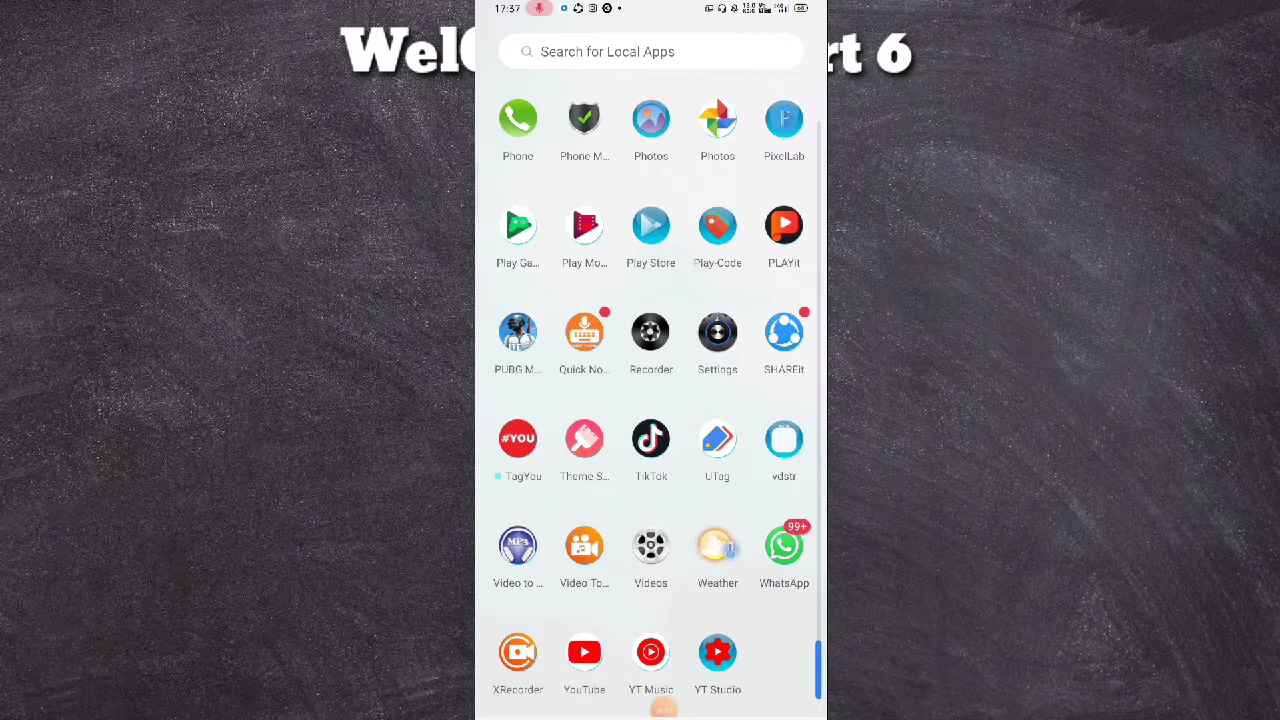 WelC
rt 6
17:37
Search for Local Apps
Phone
Phone M...
Photos
Photos
PixelLab
Play Ga...
Play Mo...
Play Store
Play-Code
PLAYit
PUBG M...
Quick No...
Recorder
Settings
SHAREit
#YOU
TagYou
Theme S...
TikTok
UTag
vdstr
MP3
99+
Video to ...
Video To...
Videos
Weather
WhatsApp
XRecorder
YouTube
YT Music
YT Studio